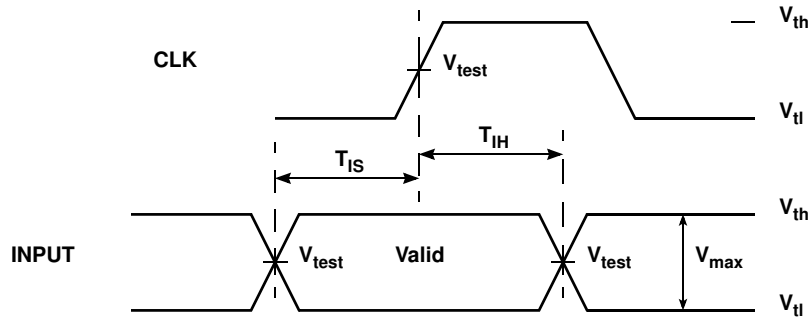 V_th
CLK
V_test
V_tl
T_IS
T_IH
V_th
INPUT
V_test
Valid
V_test
V_max
V_tl